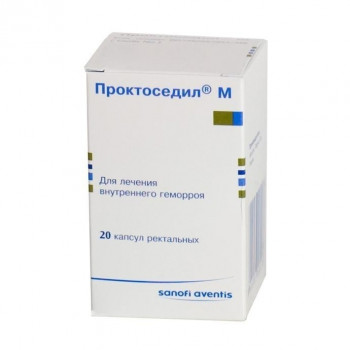 Проктоседил® М
Для лечения
внутреннего геморроя
20 капсул ректальных
sanofi aventis